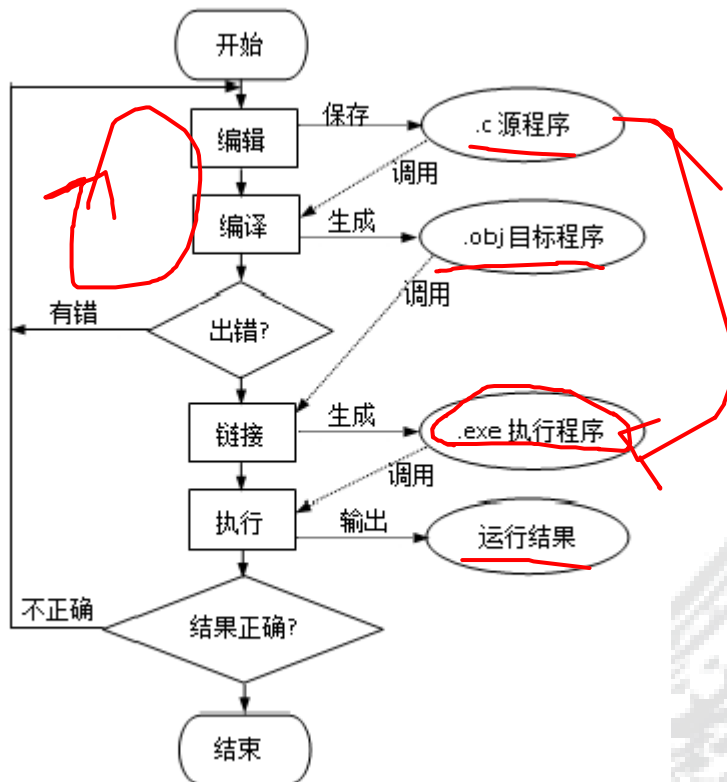 开始
编辑
保存
.c 源程序
调用
编译
生成
.obj 目标程序
调用
有错
出错?
链接
生成
.exe 执行程序
调用
执行
输出
运行结果
不正确
结果正确?
结束